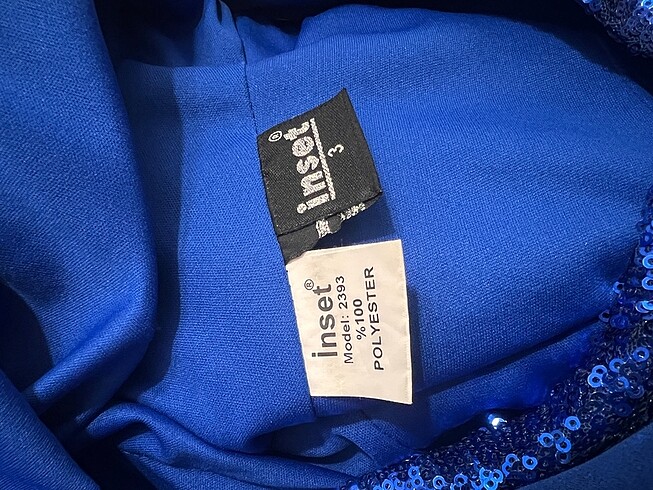 inset®
3
inset®
Model: 2393
%100
POLYESTER